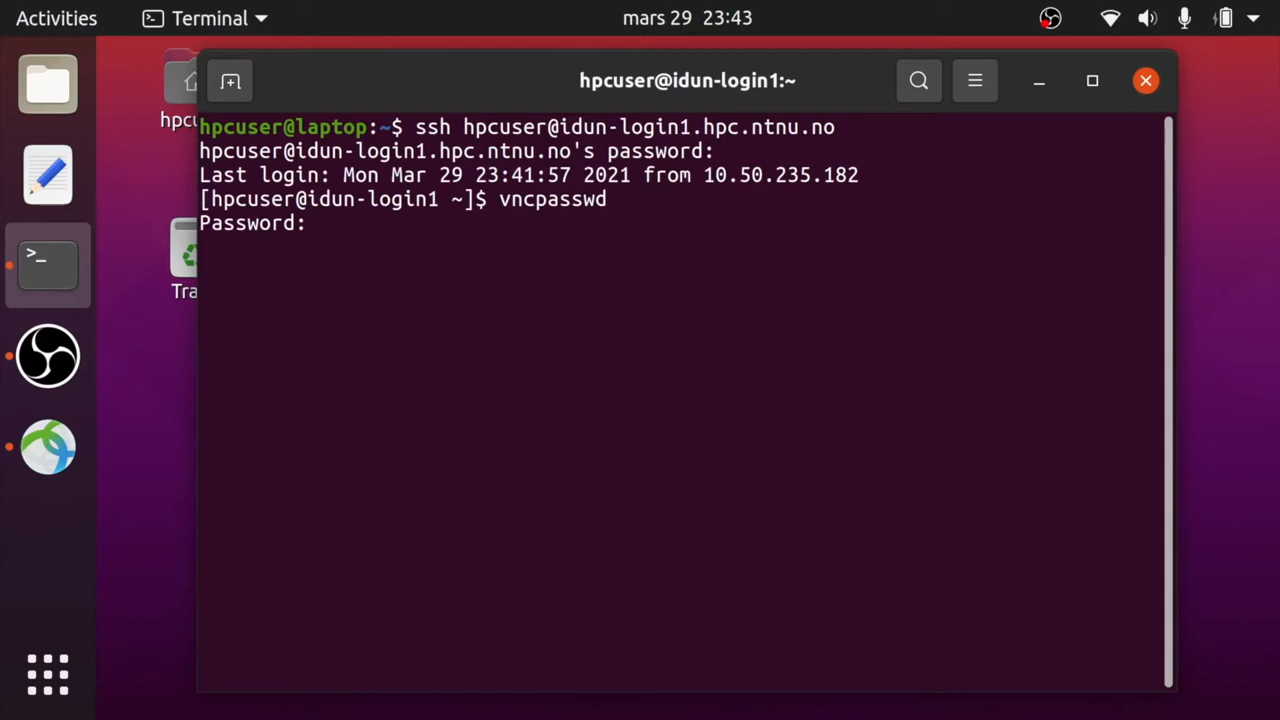 Activities
Terminal
mars 29 23:43
hpcuser@idun-login1:~
hpcuser@laptop:~$ ssh hpcuser@idun-login1.hpc.ntnu.no
hpcuser@idun-login1.hpc.ntnu.no's password:
Last login: Mon Mar 29 23:41:57 2021 from 10.50.235.182
[hpcuser@idun-login1 ~]$ vncpasswd
Password:
hpcu
Tra